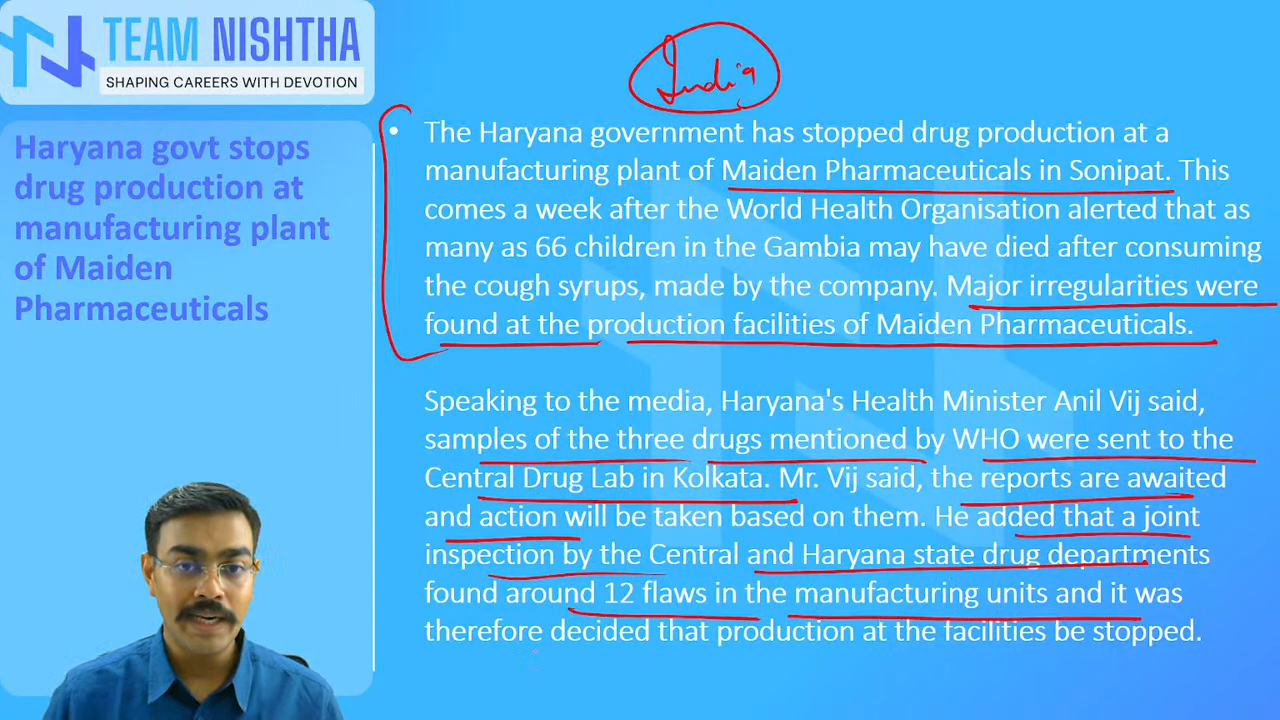 TEAM NISHTHA
SHAPING CAREERS WITH DEVOTION
Haryana govt stops
drug production at
manufacturing plant
of Maiden
Pharmaceuticals
India
• The Haryana government has stopped drug production at a
manufacturing plant of Maiden Pharmaceuticals in Sonipat. This
comes a week after the World Health Organisation alerted that as
many as 66 children in the Gambia may have died after consuming
the cough syrups, made by the company. Major irregularities were
found at the production facilities of Maiden Pharmaceuticals.
Speaking to the media, Haryana's Health Minister Anil Vij said,
samples of the three drugs mentioned by WHO were sent to the
Central Drug Lab in Kolkata. Mr. Vij said, the reports are awaited
and action will be taken based on them. He added that a joint
inspection by the Central and Haryana state drug departments
found around 12 flaws in the manufacturing units and it was
therefore decided that production at the facilities be stopped.